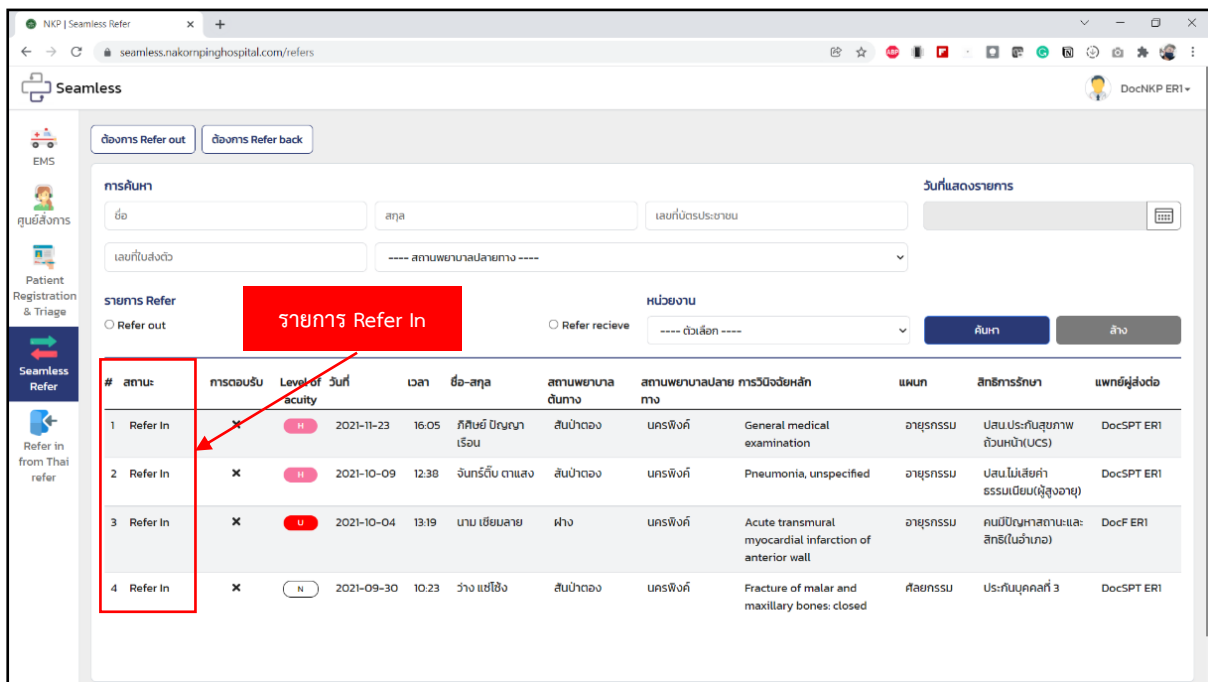 NKP | Seamless Refer
seamless.nakornpinghospital.com/refers
Seamless
DocNKP ER1
EMS
ศูนย์สั่งการ
Patient
Registration
& Triage
Seamless
Refer
Refer in
from Thai
refer
ต้องการ Refer out
ต้องการ Refer back
การค้นหา
วันที่แสดงรายการ
ชื่อ
สกุล
เลขที่บัตรประชาชน
เลขที่ใบส่งตัว
---- สถานพยาบาลปลายทาง ----
รายการ Refer
หน่วยงาน
Refer out
รายการ Refer In
Refer recieve
---- ตัวเลือก ----
ค้นหา
ล้าง
# สถานะ การตอบรับ Level of acuity วันที่ เวลา ชื่อ-สกุล สถานพยาบาลต้นทาง สถานพยาบาลปลายทาง การวินิจฉัยหลัก แผนก สิทธิการรักษา แพทย์ผู้ส่งต่อ
1 Refer In ✕ H 2021-11-23 16:05 ภีศิษย์ ปัญญาเรือน สันป่าตอง นครพิงค์ General medical examination อายุรกรรม ปสน.ประกันสุขภาพถ้วนหน้า(UCS) DocSPT ER1
2 Refer In ✕ H 2021-10-09 12:38 จันทร์ติ๊บ ตาแสง สันป่าตอง นครพิงค์ Pneumonia, unspecified อายุรกรรม ปสน.ไม่เสียค่าธรรมเนียม(ผู้สูงอายุ) DocSPT ER1
3 Refer In ✕ U 2021-10-04 13:19 นาม เชียมลาย ฝาง นครพิงค์ Acute transmural myocardial infarction of anterior wall อายุรกรรม คนมีปัญหาสถานะและสิทธิ(ในอำเภอ) DocF ER1
4 Refer In ✕ N 2021-09-30 10:23 ว่าง แซ่โซ้ง สันป่าตอง นครพิงค์ Fracture of malar and maxillary bones: closed ศัลยกรรม ประกันบุคคลที่ 3 DocSPT ER1